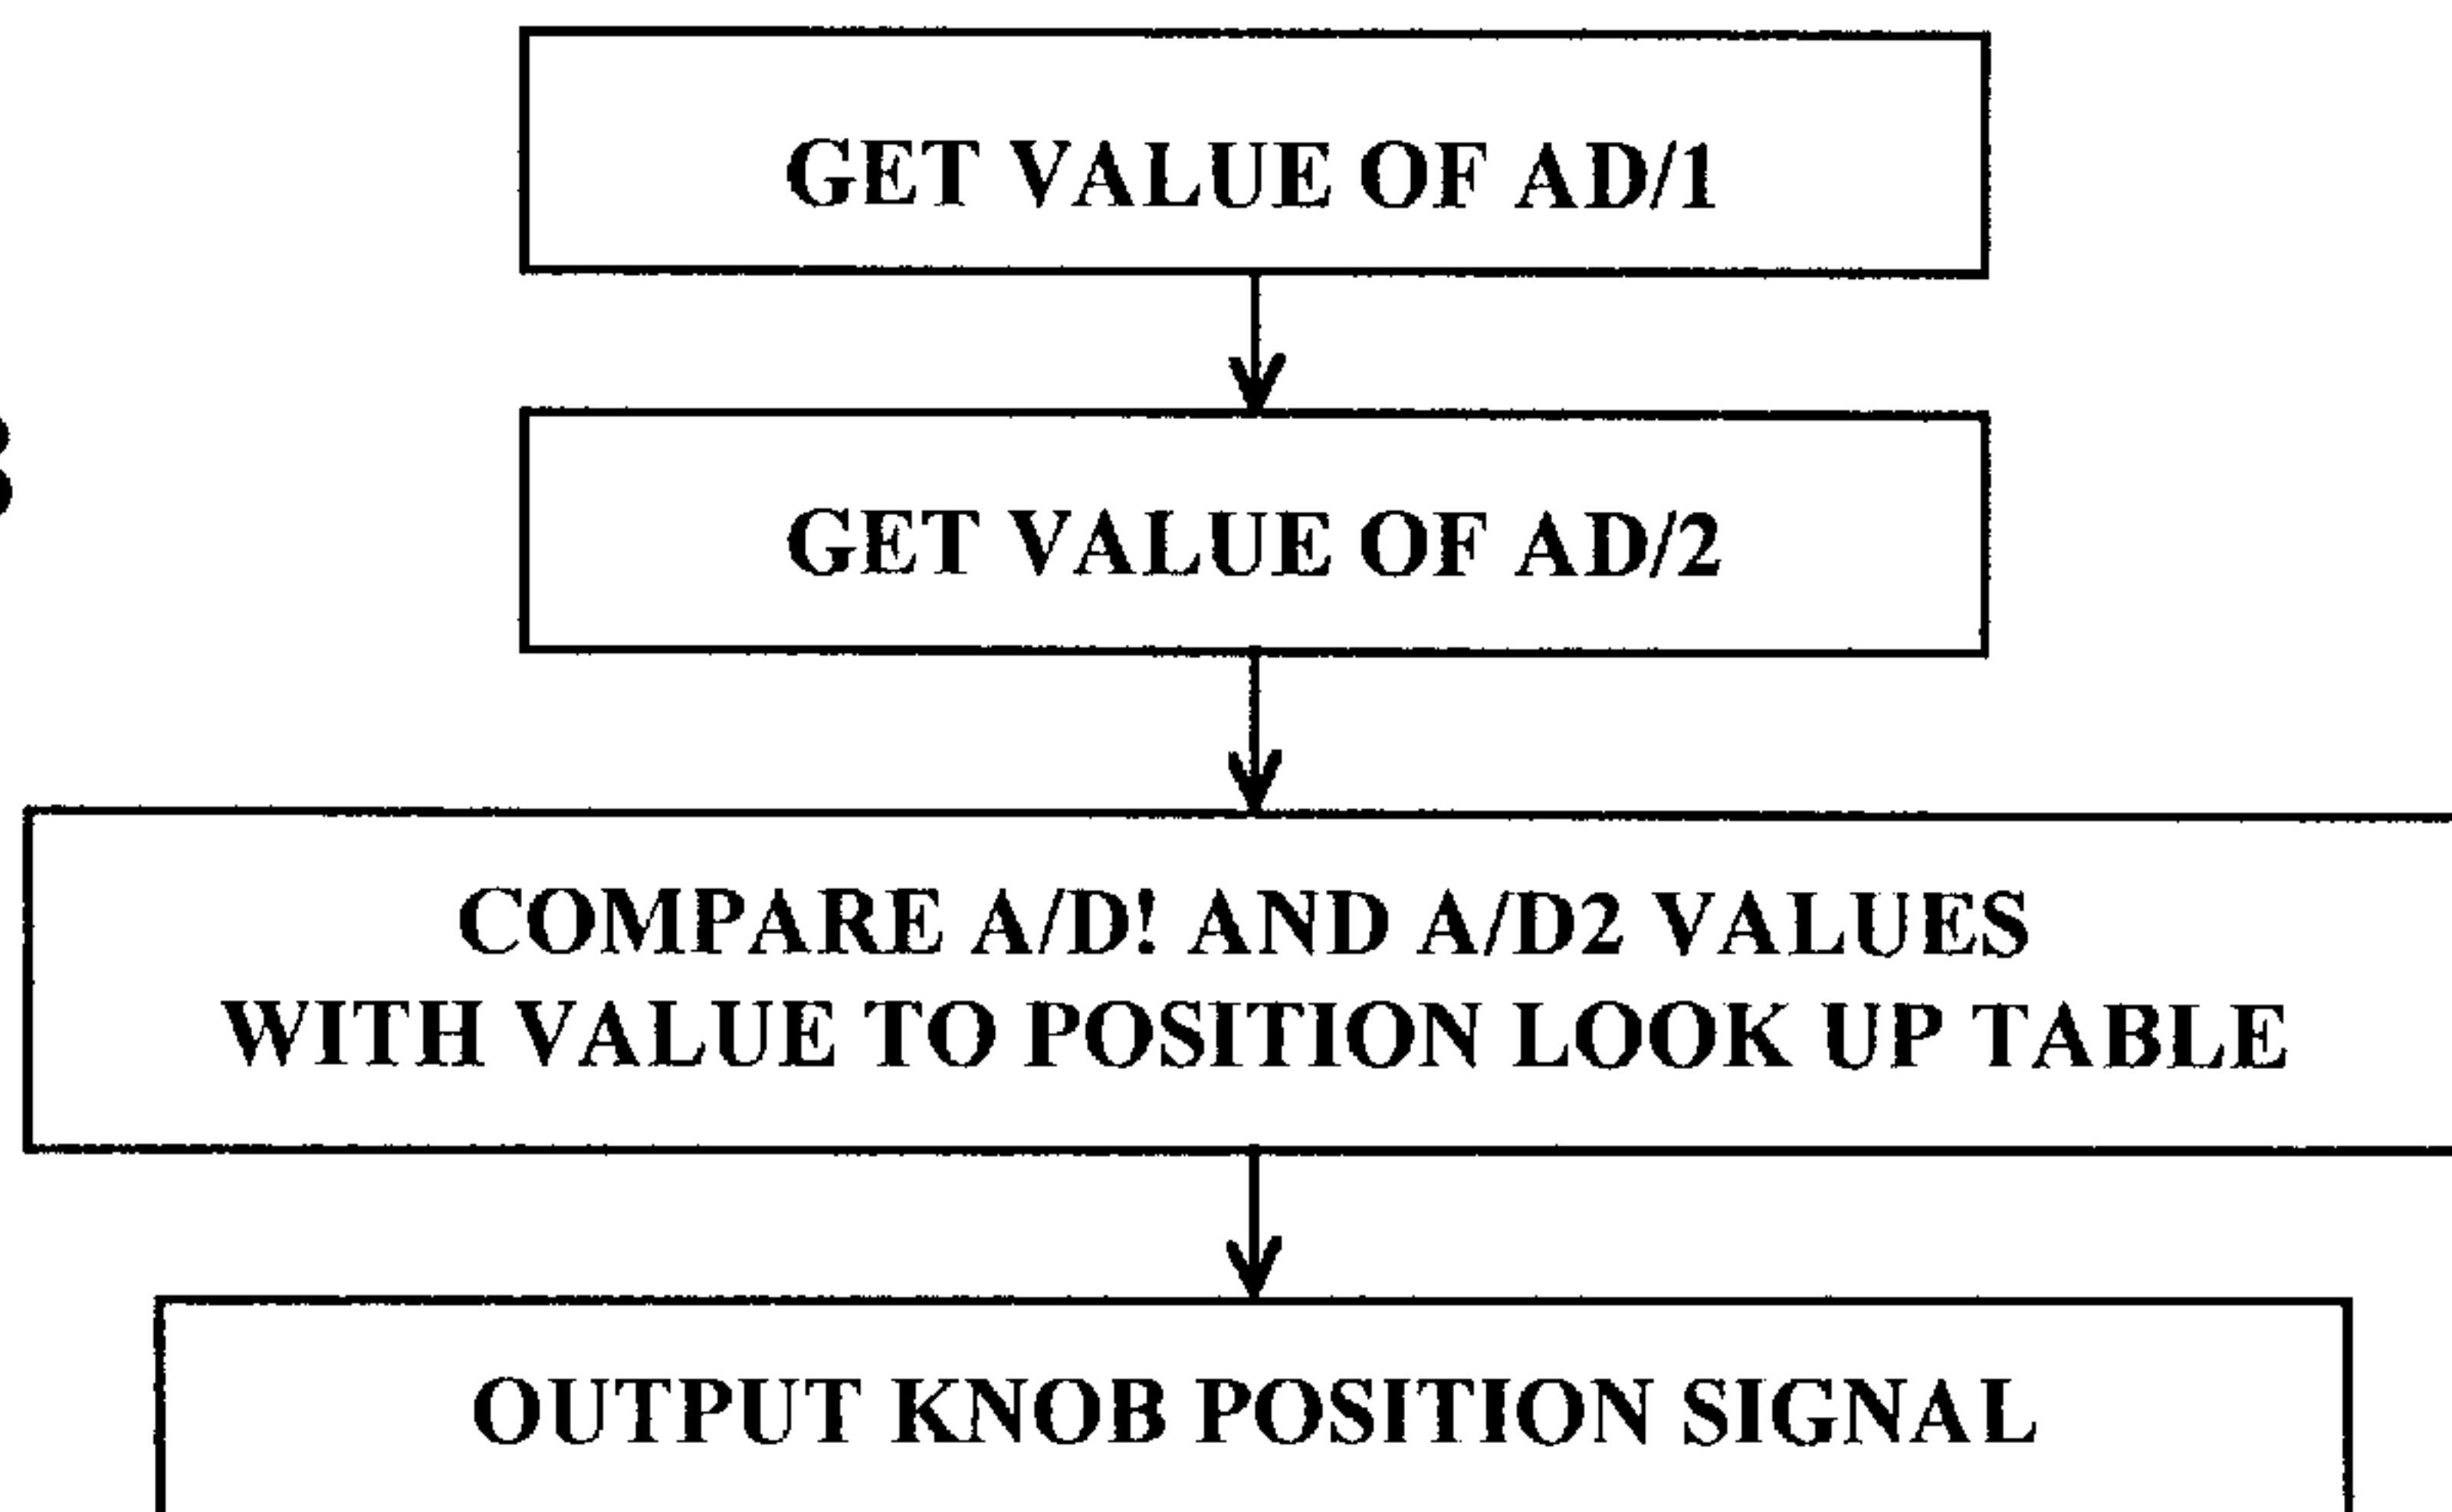 GET VALUE OF AD/1
GET VALUE OF AD/2
COMPARE A/D! AND A/D2 VALUES
WITH VALUE TO POSITION LOOK UP TABLE
OUTPUT KNOB POSITION SIGNAL